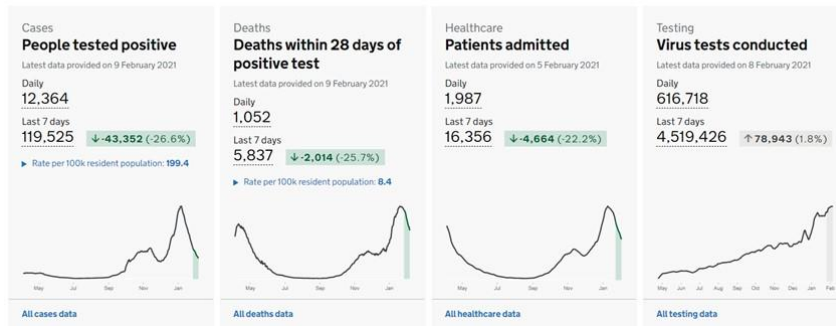 Cases
People tested positive
Latest data provided on 9 February 2021
Daily
12,364
Last 7 days
119,525 ↓-43,352 (-26.6%)
▶ Rate per 100k resident population: 199.4
May Jul Sep Nov Jan
All cases data
Deaths
Deaths within 28 days of
positive test
Latest data provided on 9 February 2021
Daily
1,052
Last 7 days
5,837 ↓-2,014 (-25.7%)
▶ Rate per 100k resident population: 8.4
May Jul Sep Nov Jan
All deaths data
Healthcare
Patients admitted
Latest data provided on 5 February 2021
Daily
1,987
Last 7 days
16,356 ↓-4,664 (-22.2%)
May Jul Sep Nov Jan
All healthcare data
Testing
Virus tests conducted
Latest data provided on 8 February 2021
Daily
616,718
Last 7 days
4,519,426 ↑78,943 (1.8%)
May Jun Jul Aug Sep Oct Nov Dec Jan Feb
All testing data